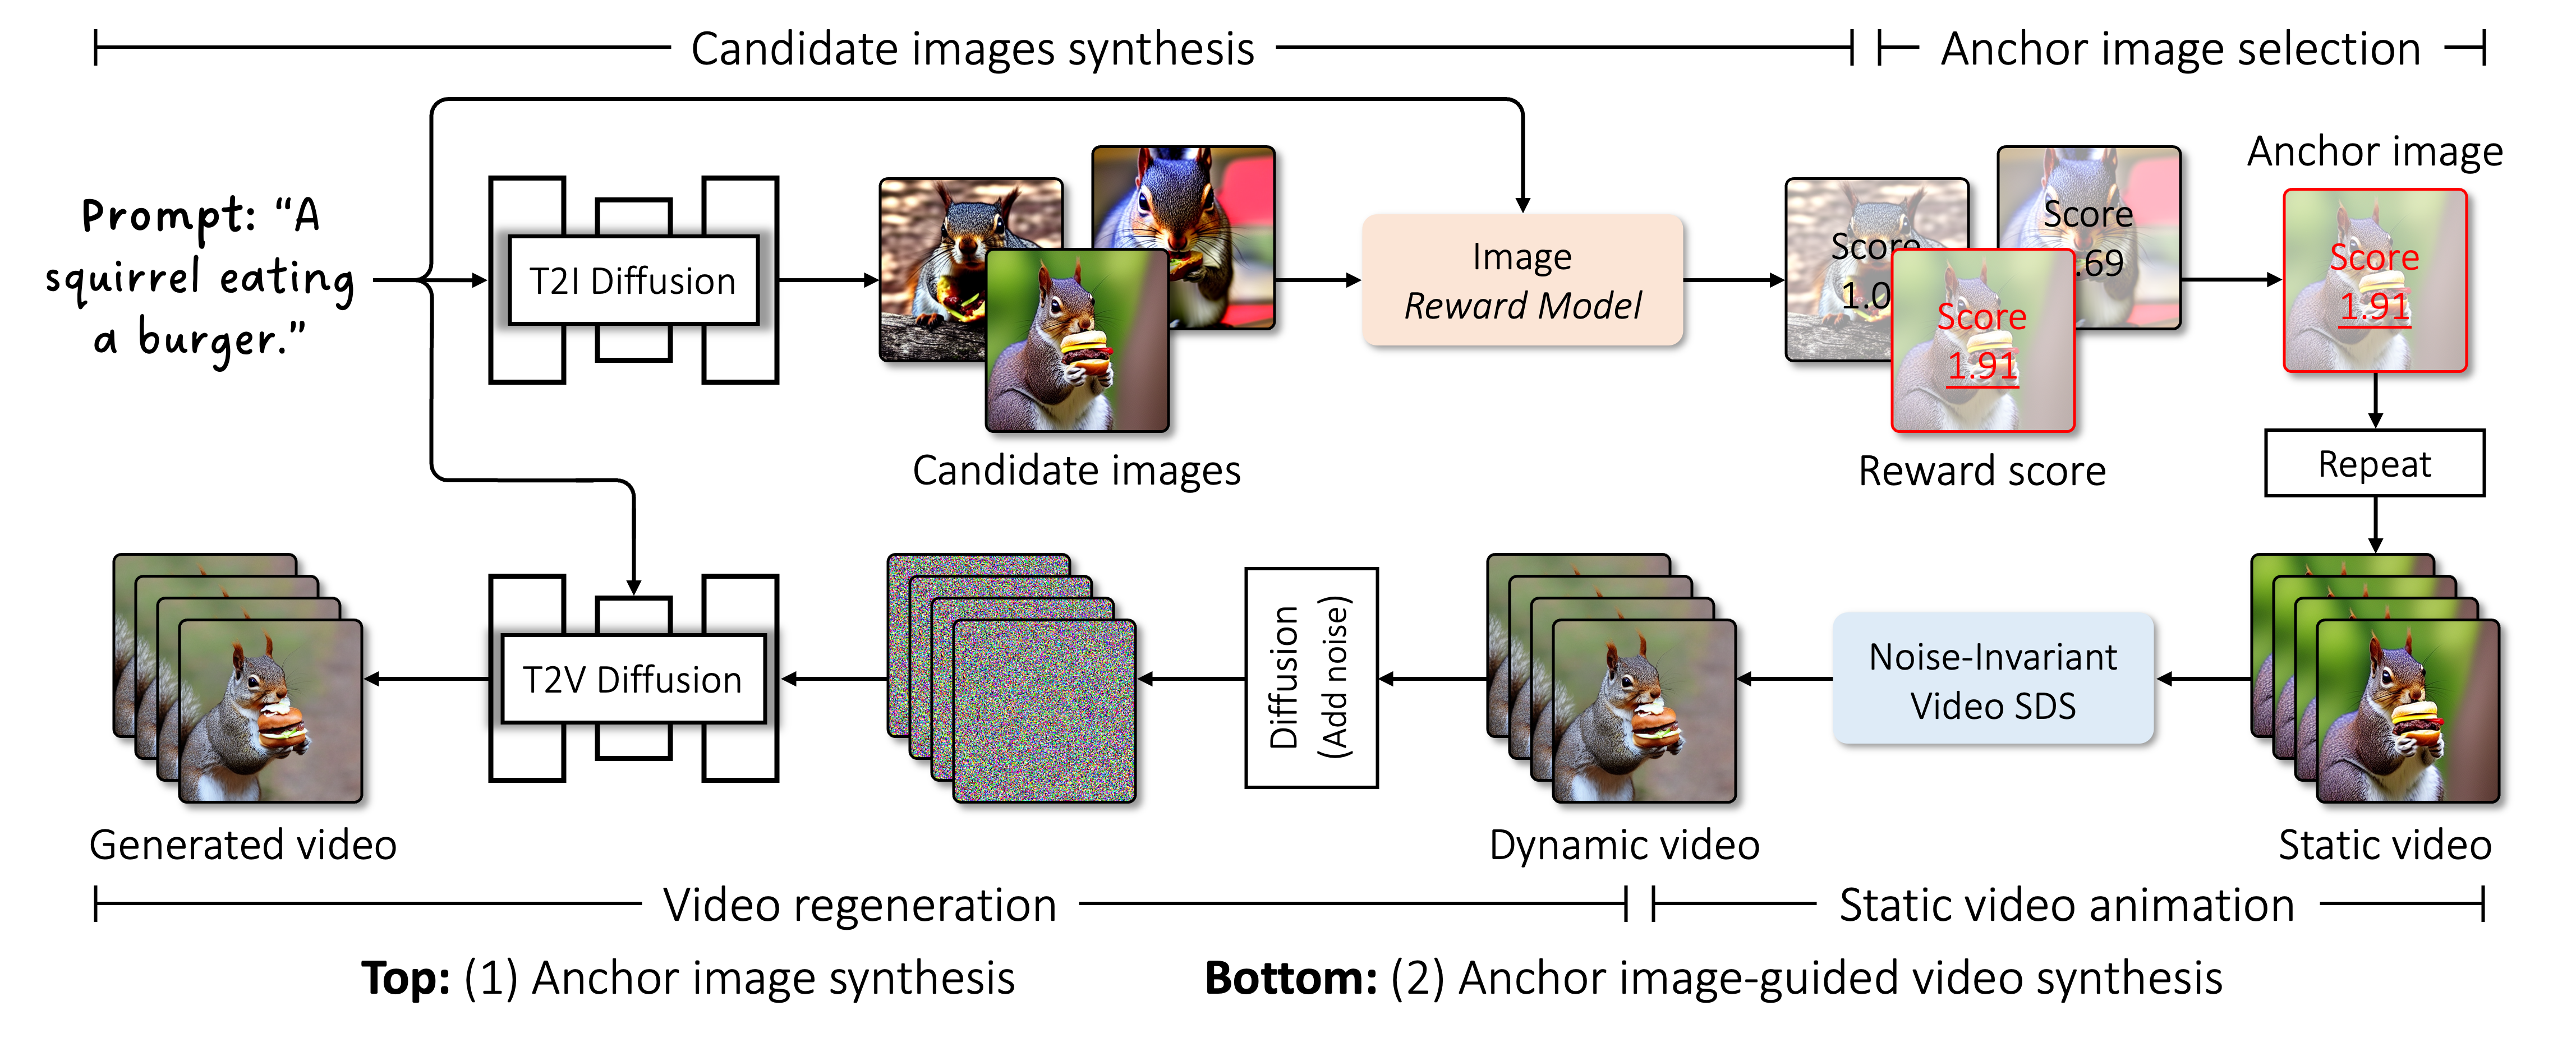 Candidate images synthesis
Anchor image selection
Prompt: “A
squirrel eating
a burger.”
T2I Diffusion
Candidate images
Image
Reward Model
Score
1.0
Score
.69
Score
1.91
Reward score
Anchor image
Score
1.91
Repeat
Static video
Noise-Invariant
Video SDS
Dynamic video
Diffusion
(Add noise)
T2V Diffusion
Generated video
Video regeneration
Static video animation
Top: (1) Anchor image synthesis
Bottom: (2) Anchor image-guided video synthesis